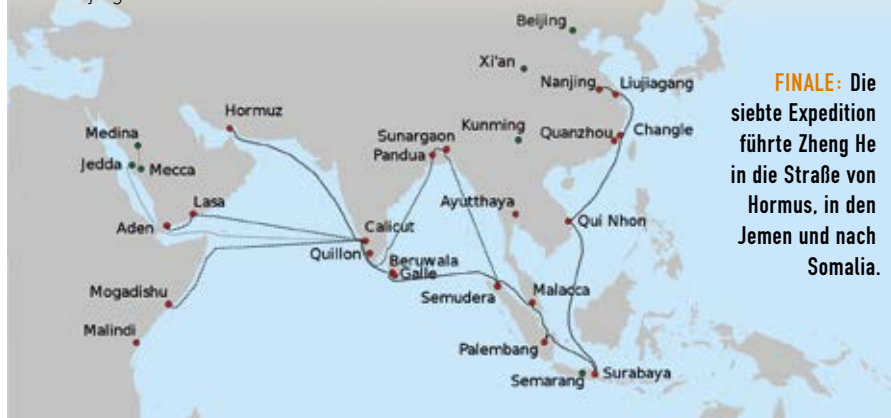 Beijing
Xi'an
Nanjing
Liujiagang
Hormuz
Kunming
Quanzhou
Changle
Medina
Sunargaon
Pandua
Jedda
Mecca
Lasa
Ayutthaya
Aden
Calicut
Qui Nhon
Quillon
Beruwala
Galle
Mogadishu
Semudera
Malacca
Malindi
Palembang
Semarang
Surabaya
FINALE: Die
siebte Expedition
führte Zheng He
in die Straße von
Hormus, in den
Jemen und nach
Somalia.